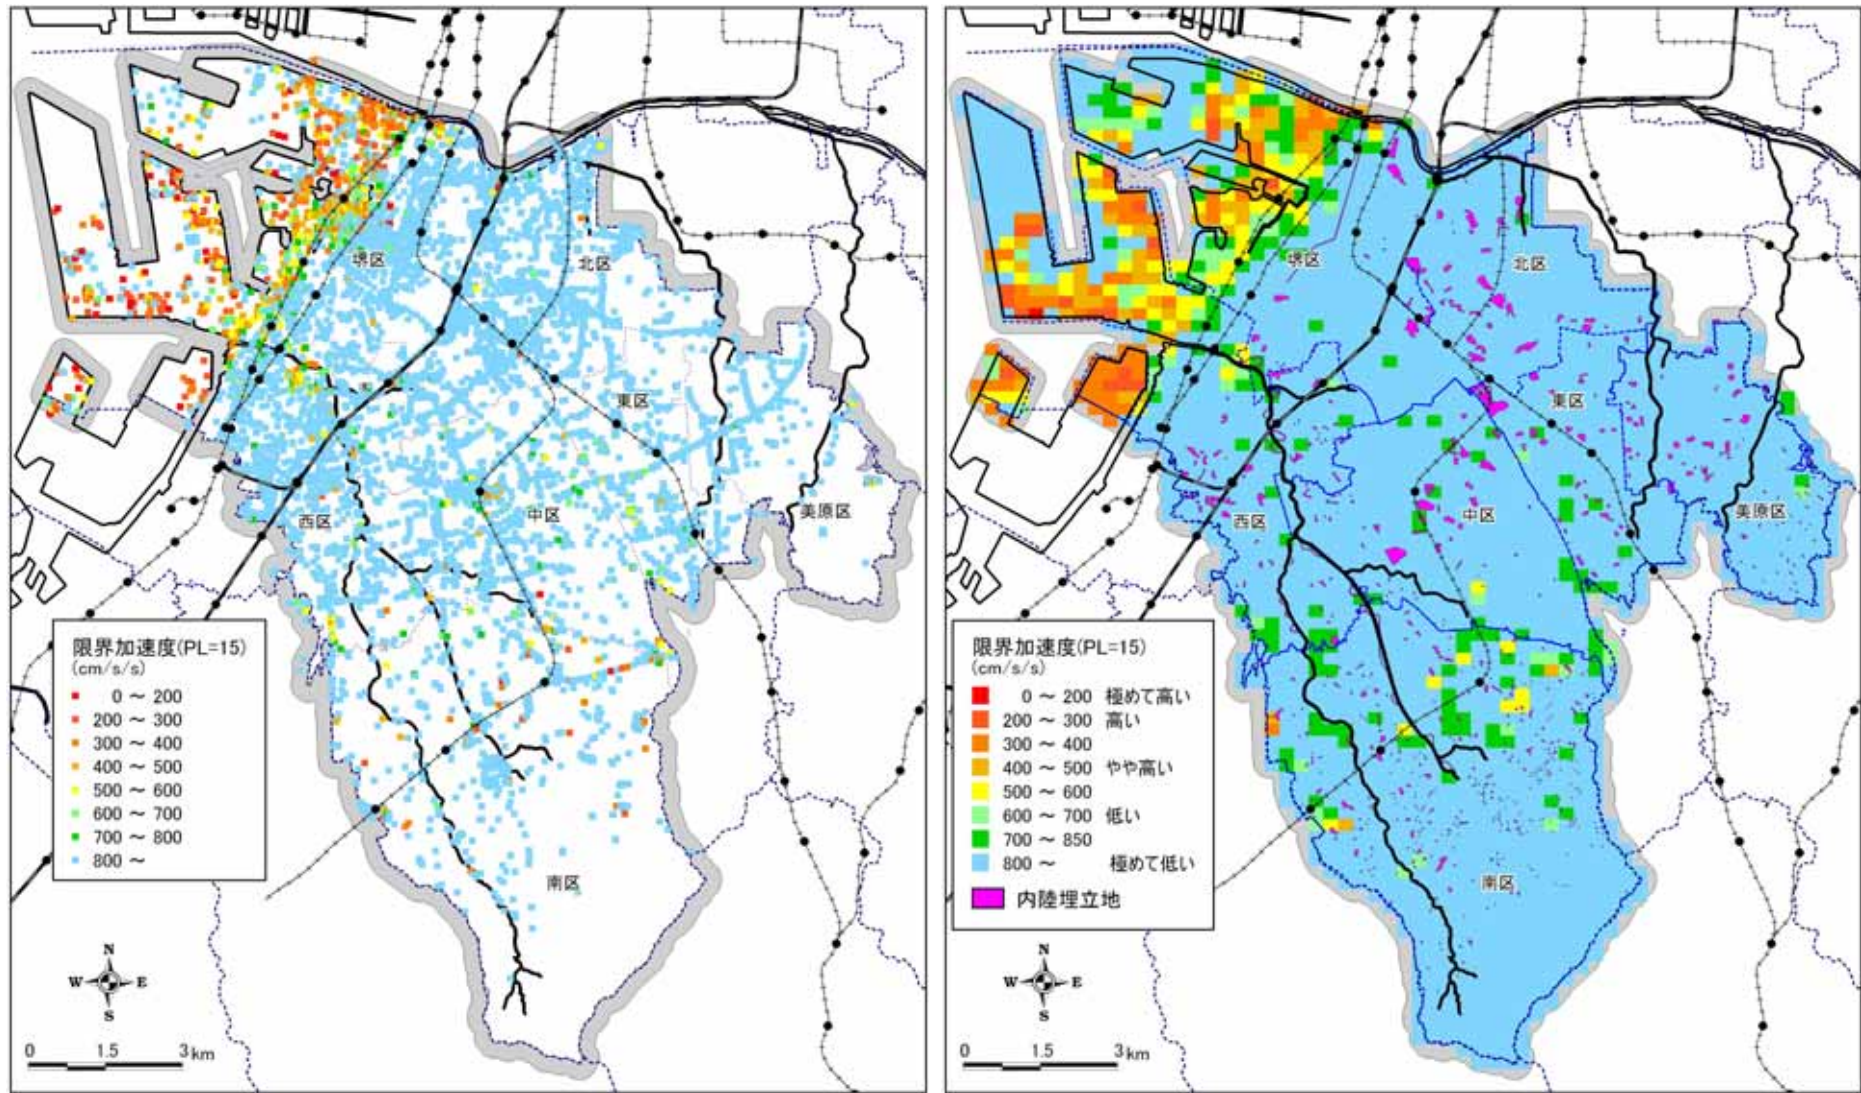 堺区
北区
東区
西区
中区
美原区
南区
限界加速度(PL=15)
(cm/s/s)
0 ~ 200
200 ~ 300
300 ~ 400
400 ~ 500
500 ~ 600
600 ~ 700
700 ~ 800
800 ~
N
W E
S
0 1.5 3 km
堺区
北区
東区
西区
中区
美原区
南区
限界加速度(PL=15)
(cm/s/s)
0 ~ 200 極めて高い
200 ~ 300 高い
300 ~ 400
400 ~ 500 やや高い
500 ~ 600
600 ~ 700 低い
700 ~ 850
800 ~ 極めて低い
内陸埋立地
N
W E
S
0 1.5 3 km